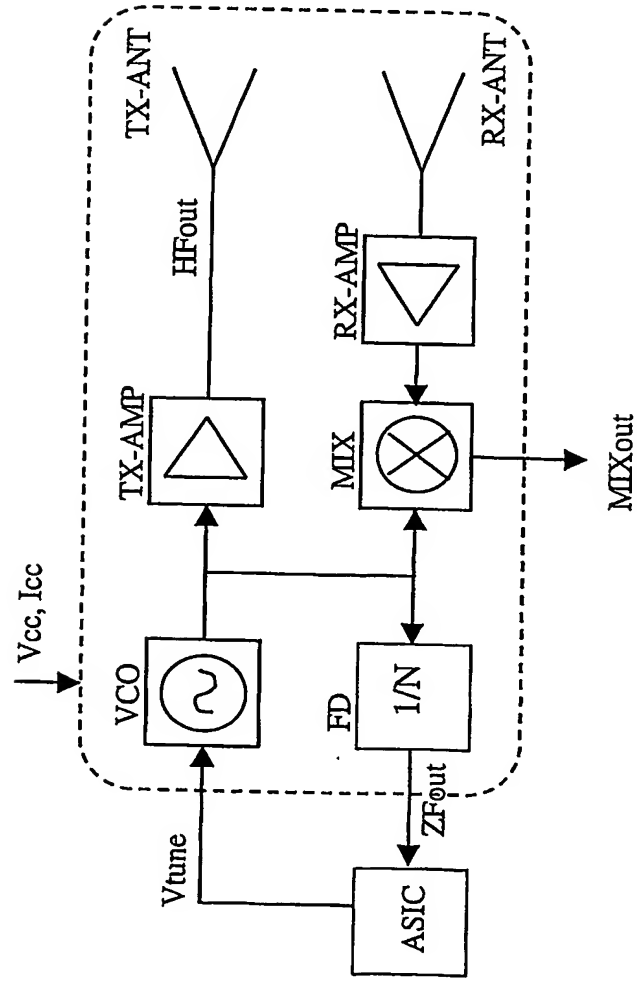 Vcc, Icc
TX-ANT
HFout
TX-AMP
VCO
Vtune
RX-ANT
RX-AMP
MIX
FD
1/N
ZFout
ASIC
MIXout